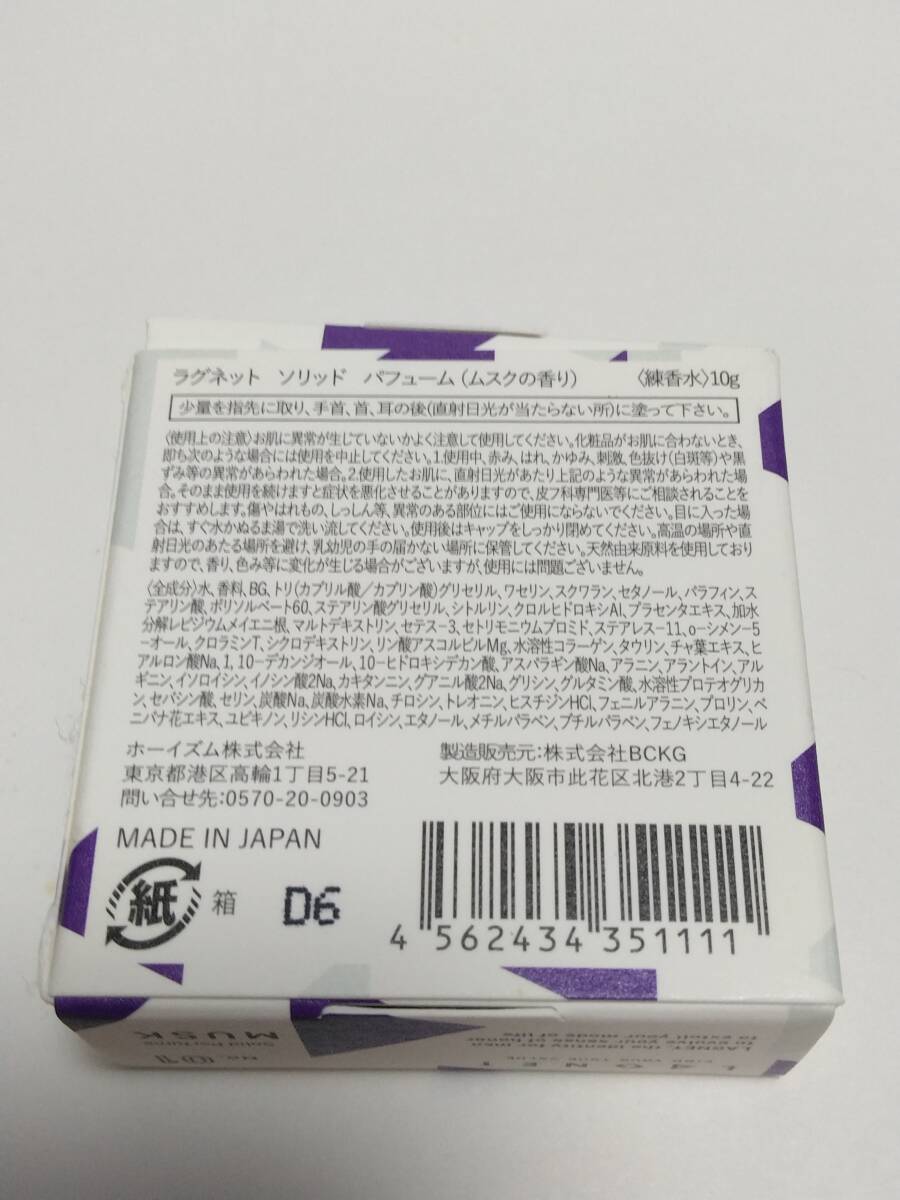 ラグネット ソリッド パフューム(ムスクの香り) 〈練香水〉10g
少量を指先に取り、手首、首、耳の後(直射日光が当たらない所)に塗って下さい。
〈使用上の注意〉お肌に異常が生じていないかよく注意して使用してください。化粧品がお肌に合わないとき、
即ち次のような場合には使用を中止してください。1.使用中、赤み、はれ、かゆみ、刺激、色抜け(白斑等)や黒
ずみ等の異常があらわれた場合。2.使用したお肌に、直射日光があたり上記のような異常があらわれた場
合。そのまま使用を続けますと症状を悪化させることがありますので、皮フ科専門医等にご相談されることを
おすすめします。傷やはれもの、しっしん等、異常のある部位にはご使用にならないでください。目に入った場
合は、すぐ水かぬるま湯で洗い流してください。使用後はキャップをしっかり閉めてください。高温の場所や直
射日光のあたる場所を避け、乳幼児の手の届かない場所に保管してください。天然由来原料を使用しており
ますので、香り、色み等に変化が生じる場合がございますが、使用には問題ございません。
〈全成分〉水、香料、BG、トリ(カプリル酸/カプリン酸)グリセリル、ワセリン、スクワラン、セタノール、パラフィン、ス
テアリン酸、ポリソルベート60、ステアリン酸グリセリル、シトルリン、クロルヒドロキシAl、プラセンタエキス、加水
分解レピジウムメイエニ根、マルトデキストリン、セテス-3、セトリモニウムブロミド、ステアレス-11、o-シメン-5
-オール、クロラミンT、シクロデキストリン、リン酸アスコルビルMg、水溶性コラーゲン、タウリン、チャ葉エキス、ヒ
アルロン酸Na、1,10-デカンジオール、10-ヒドロキシデカン酸、アスパラギン酸Na、アラニン、アラントイン、アル
ギニン、イソロイシン、イノシン酸2Na、カキタンニン、グアニル酸2Na、グリシン、グルタミン酸、水溶性プロテオグリカ
ン、セバシン酸、セリン、炭酸Na、炭酸水素Na、チロシン、トレオニン、ヒスチジンHCl、フェニルアラニン、プロリン、ベ
ニバナ花エキス、ユビキノン、リシンHCl、ロイシン、エタノール、メチルパラベン、ブチルパラベン、フェノキシエタノール
ホーイズム株式会社
東京都港区高輪1丁目5-21
問い合せ先:0570-20-0903
製造販売元:株式会社BCKG
大阪府大阪市此花区北港2丁目4-22
MADE IN JAPAN
紙
箱
D6
4 562434 351111
No. 01
MUSK
Solid Perfume
LAGNET
FIND YOUR TRUE VALUE
LAGNET, the identity for men
to evolve your sense of honor
to extoll your mode of life